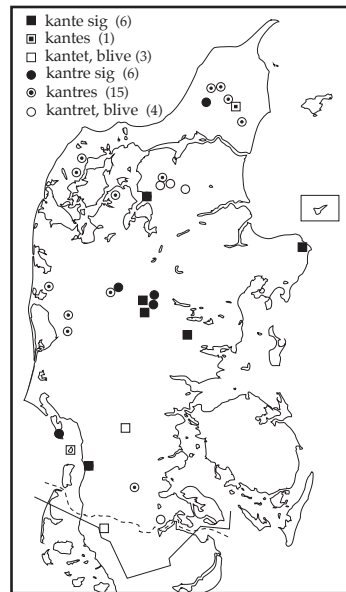 kante sig (6)
kantes (1)
kantet, blive (3)
kantre sig (6)
kantres (15)
kantret, blive (4)